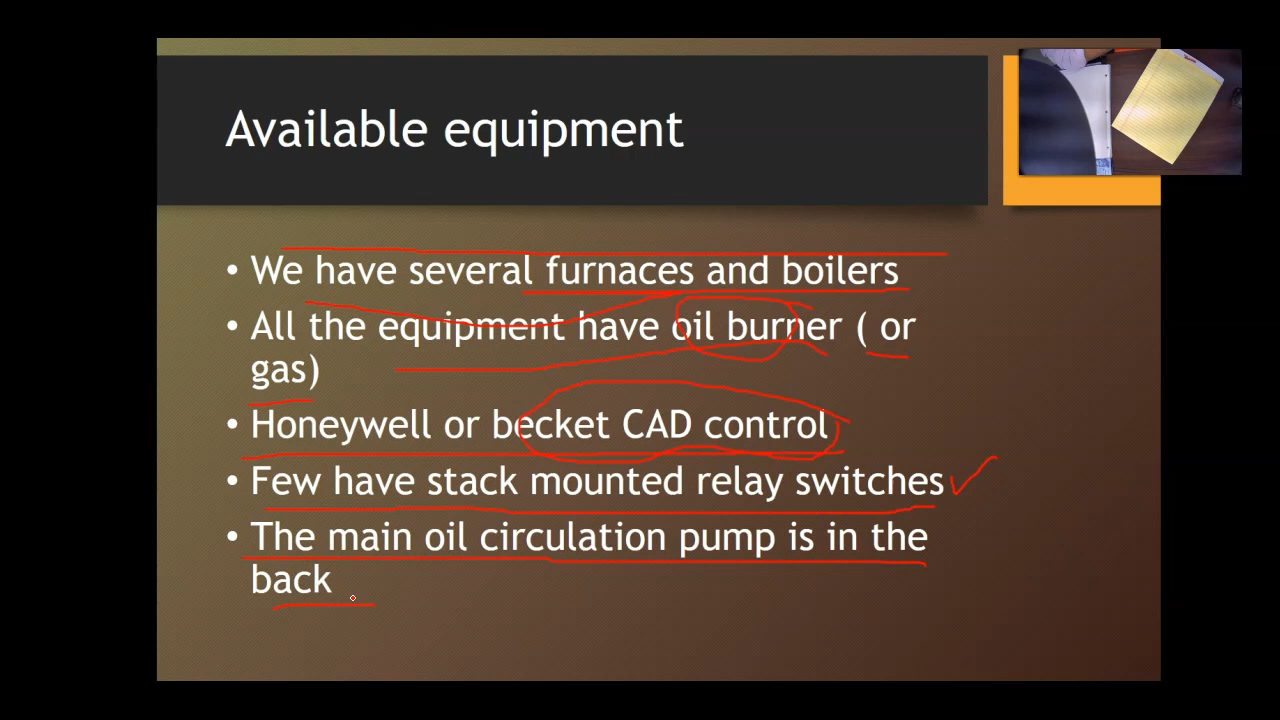 Available equipment
• We have several furnaces and boilers
• All the equipment have oil burner ( or
gas)
• Honeywell or becket CAD control
• Few have stack mounted relay switches
• The main oil circulation pump is in the
back